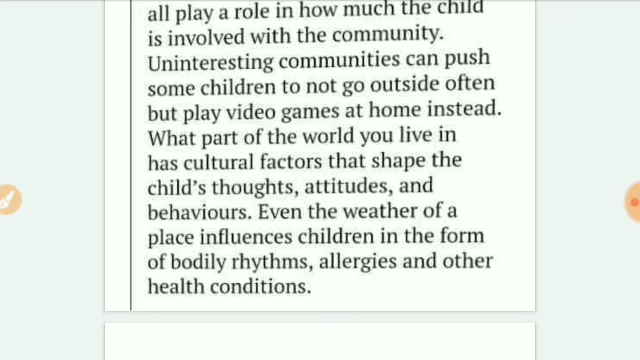 all play a role in how much the child
is involved with the community.
Uninteresting communities can push
some children to not go outside often
but play video games at home instead.
What part of the world you live in
has cultural factors that shape the
child's thoughts, attitudes, and
behaviours. Even the weather of a
place influences children in the form
of bodily rhythms, allergies and other
health conditions.